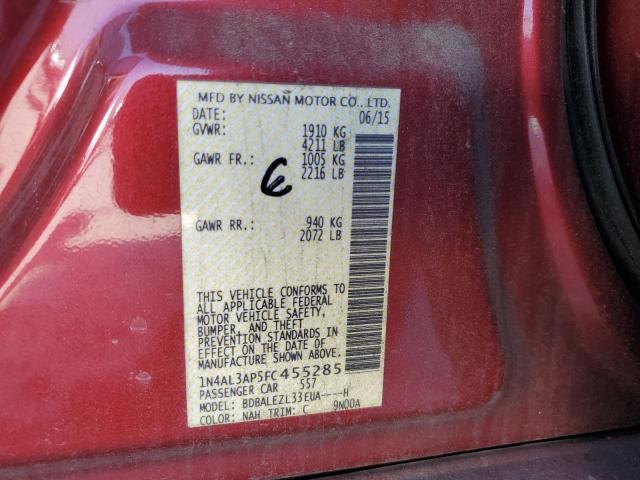 MFD BY NISSAN MOTOR CO., LTD.
DATE: 06/15
GVWR: 1910 KG
4211 LB
GAWR FR.: 1005 KG
2216 LB
6
GAWR RR.: 940 KG
2072 LB
THIS VEHICLE CONFORMS TO
ALL APPLICABLE FEDERAL
MOTOR VEHICLE SAFETY,
BUMPER, AND THEFT
PREVENTION STANDARDS IN
EFFECT ON THE DATE OF
MANUFACTURE SHOWN ABOVE.
1N4AL3AP5FC455285
PASSENGER CAR 557
MODEL: BDBALEZL33EUA----H
COLOR: NAH TRIM: C 9N00A